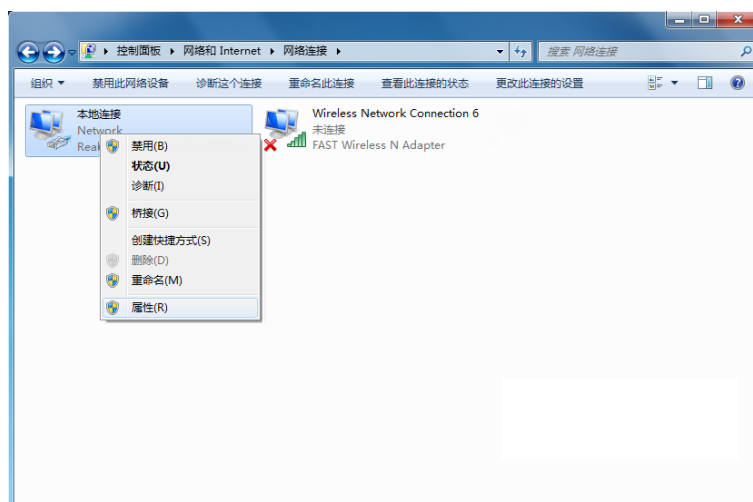 控制面板 ▸ 网络和 Internet ▸ 网络连接 ▸
搜索 网络连接
组织 禁用此网络设备 诊断这个连接 重命名此连接 查看此连接的状态 更改此连接的设置
本地连接
Network
Real
Wireless Network Connection 6
未连接
FAST Wireless N Adapter
禁用(B)
状态(U)
诊断(I)
桥接(G)
创建快捷方式(S)
删除(D)
重命名(M)
属性(R)